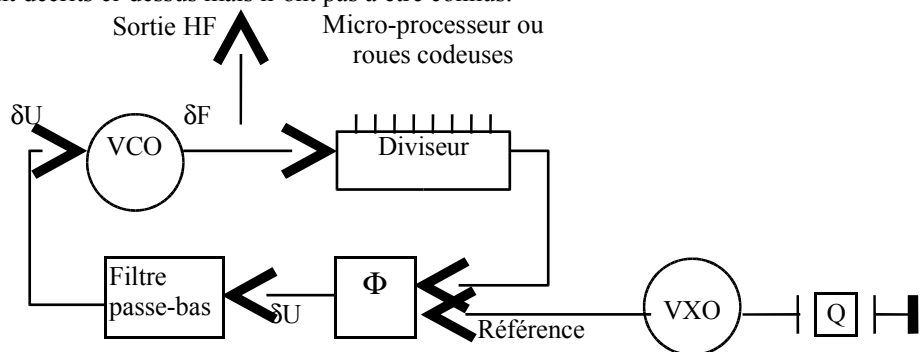 nt décrits ci-dessus mais n'ont pas à être connus.
Sortie HF
Micro-processeur ou
roues codeuses
δU
δF
VCO
Diviseur
Filtre
passe-bas
δU
Φ
Référence
VXO
Q